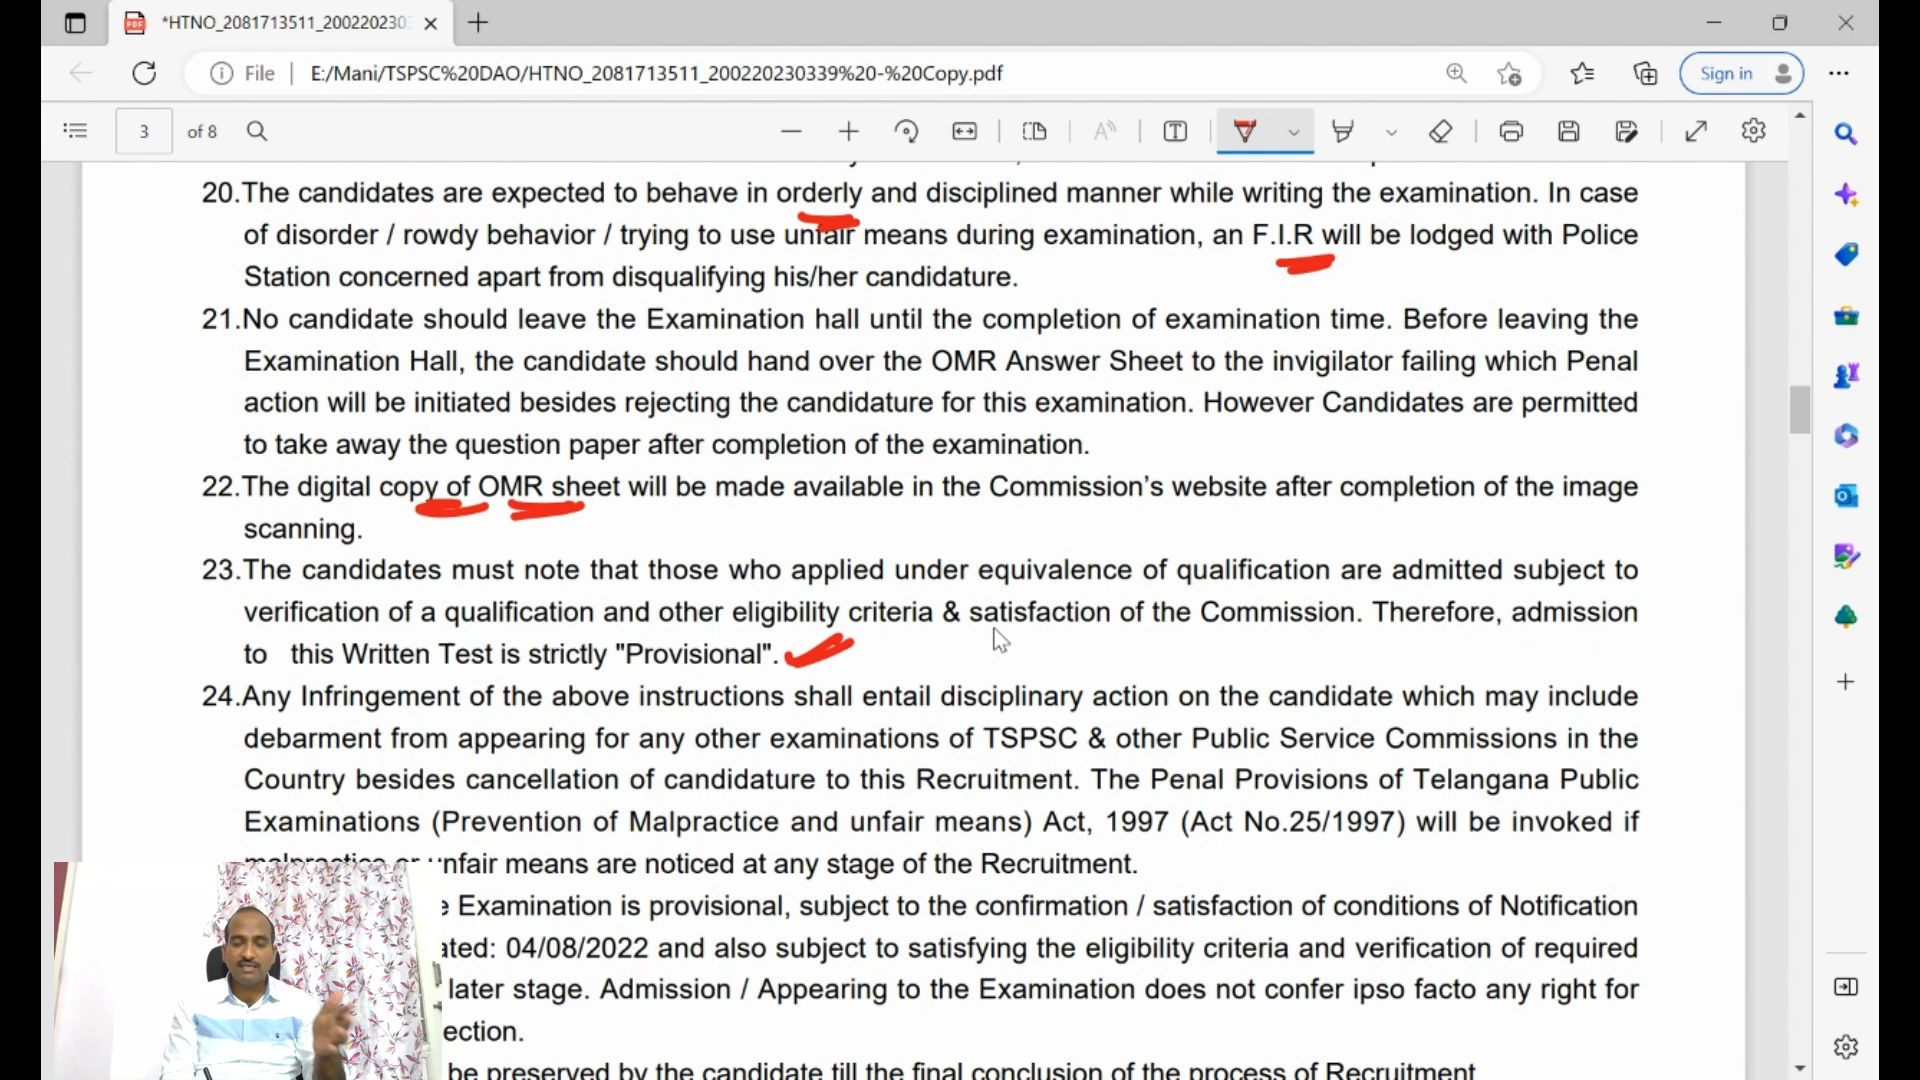 *HTNO_2081713511_200220230
File
E:/Mani/TSPSC%20DAO/HTNO_2081713511_200220230339%20-%20Copy.pdf
Sign in
3 of 8
20.The candidates are expected to behave in orderly and disciplined manner while writing the examination. In case
of disorder / rowdy behavior / trying to use unfair means during examination, an F.I.R will be lodged with Police
Station concerned apart from disqualifying his/her candidature.
21.No candidate should leave the Examination hall until the completion of examination time. Before leaving the
Examination Hall, the candidate should hand over the OMR Answer Sheet to the invigilator failing which Penal
action will be initiated besides rejecting the candidature for this examination. However Candidates are permitted
to take away the question paper after completion of the examination.
22.The digital copy of OMR sheet will be made available in the Commission’s website after completion of the image
scanning.
23.The candidates must note that those who applied under equivalence of qualification are admitted subject to
verification of a qualification and other eligibility criteria & satisfaction of the Commission. Therefore, admission
to this Written Test is strictly "Provisional".
24.Any Infringement of the above instructions shall entail disciplinary action on the candidate which may include
debarment from appearing for any other examinations of TSPSC & other Public Service Commissions in the
Country besides cancellation of candidature to this Recruitment. The Penal Provisions of Telangana Public
Examinations (Prevention of Malpractice and unfair means) Act, 1997 (Act No.25/1997) will be invoked if
malpractice or unfair means are noticed at any stage of the Recruitment.
Examination is provisional, subject to the confirmation / satisfaction of conditions of Notification
ated: 04/08/2022 and also subject to satisfying the eligibility criteria and verification of required
later stage. Admission / Appearing to the Examination does not confer ipso facto any right for
ection.
be preserved by the candidate till the final conclusion of the process of Recruitment